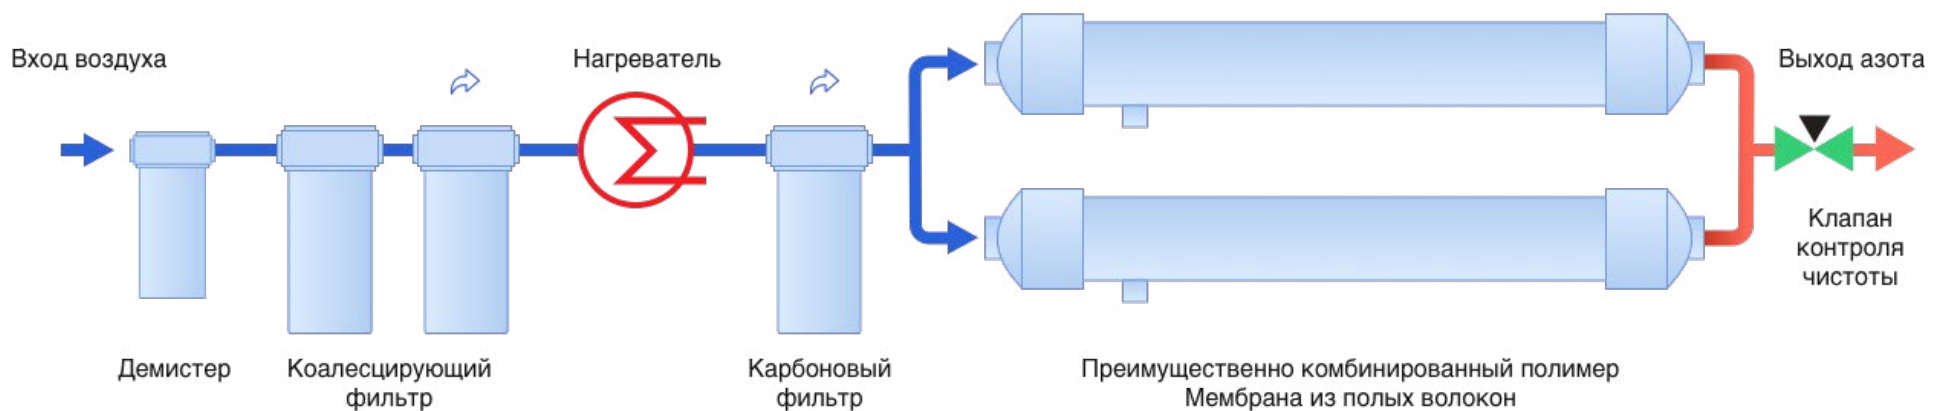 Вход воздуха
Нагреватель
Выход азота
Клапан
контроля
чистоты
Демистер
Коалесцирующий
фильтр
Карбоновый
фильтр
Преимущественно комбинированный полимер
Мембрана из полых волокон